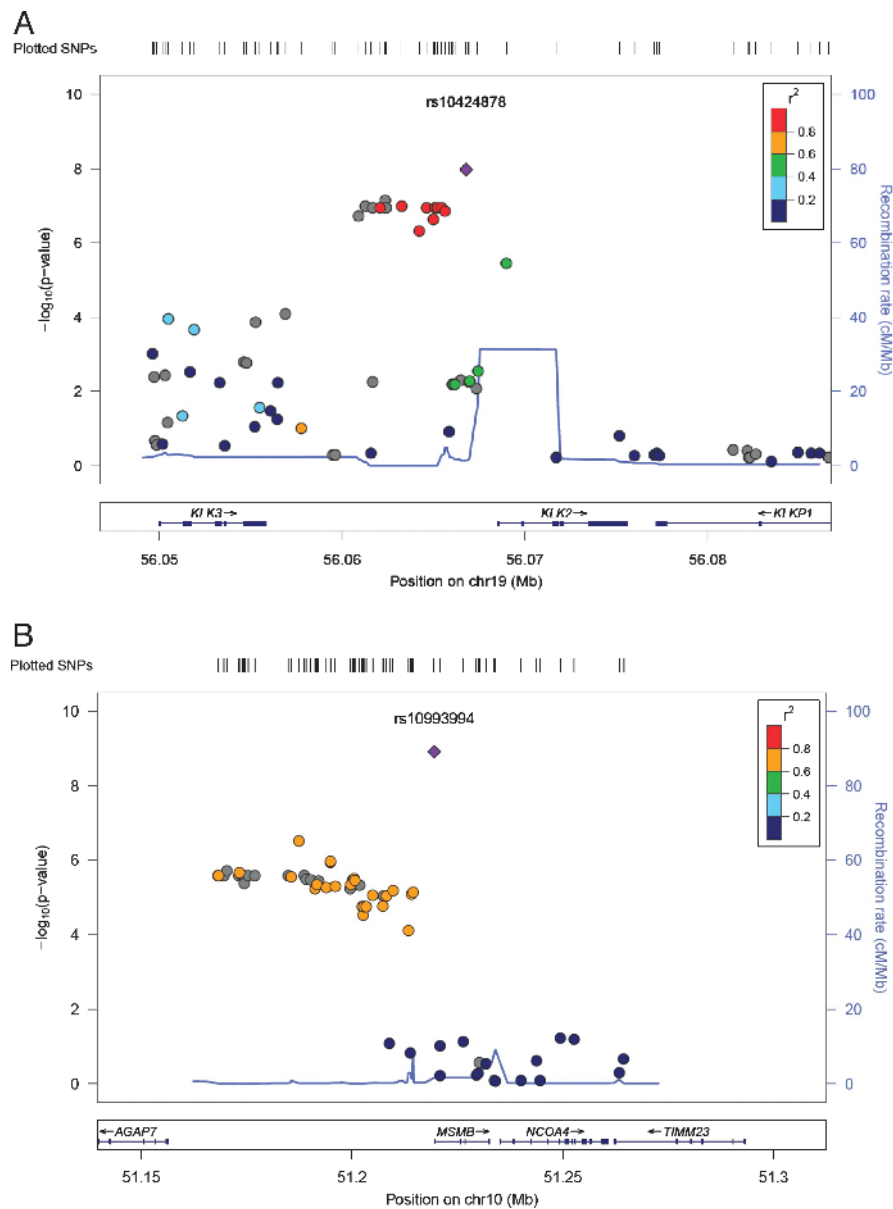 A
Plotted SNPs
rs10424878
r2
0.8
0.6
0.4
0.2
10
8
6
4
2
0
100
80
60
40
20
0
−log10(p−value)
Recombination rate (cM/Mb)
KLK3
KLK2
KLKP1
56.05 56.06 56.07 56.08
Position on chr19 (Mb)
B
Plotted SNPs
rs10993994
r2
0.8
0.6
0.4
0.2
10
8
6
4
2
0
100
80
60
40
20
0
−log10(p−value)
Recombination rate (cM/Mb)
AGAP7
MSMB
NCOA4
TIMM23
51.15 51.2 51.25 51.3
Position on chr10 (Mb)